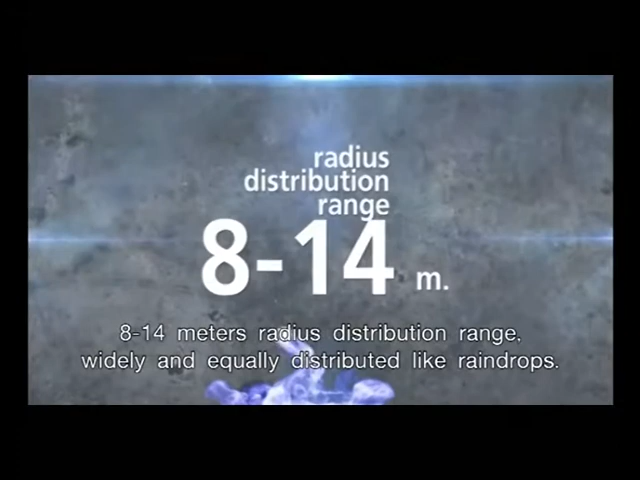 radius
distribution
range
8-14 m.
8-14 meters radius distribution range,
widely and equally distributed like raindrops.